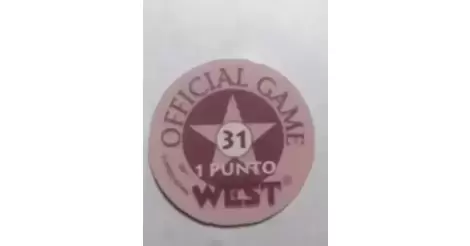 OFFICIAL GAME
31
1 PUNTO
WEST®